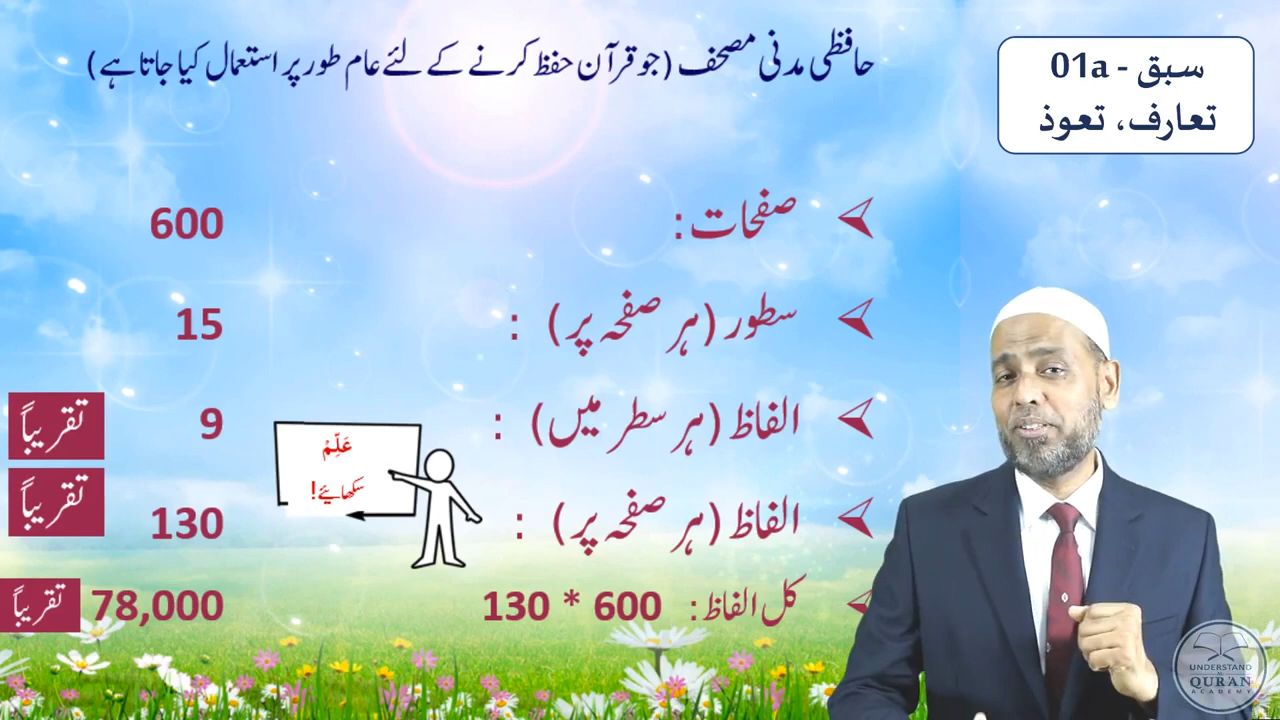 حافظی مدنی مصحف (جو قرآن حفظ کرنے کے لئے عام طور پر استعمال کیا جاتا ہے)
سبق - 01a
تعارف، تعوذ
صفحات : 600
سطور (ہر صفحہ پر) : 15
الفاظ (ہر سطر میں) : 9 تقریباً
الفاظ (ہر صفحہ پر) : 130 تقریباً
کل الفاظ: 600 * 130 78,000 تقریباً
عَلِّمْ
سکھائیے!
UNDERSTAND
QURAN
ACADEMY